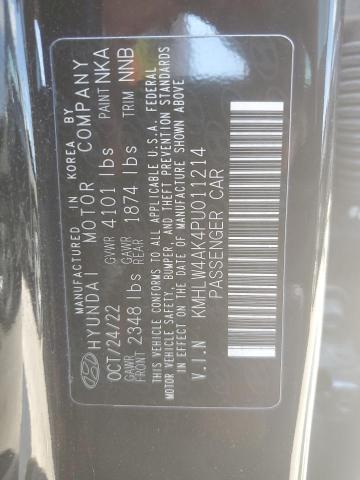 MANUFACTURED IN KOREA BY
HYUNDAI MOTOR COMPANY
OCT/24/22 GVWR 4101 lbs PAINT NKA
GAWR FRONT 2348 lbs GAWR REAR 1874 lbs TRIM NNB
THIS VEHICLE CONFORMS TO ALL APPLICABLE U.S.A. FEDERAL
MOTOR VEHICLE SAFETY, BUMPER, AND THEFT PREVENTION
STANDARDS IN EFFECT ON THE DATE OF MANUFACTURE SHOWN ABOVE
V.I.N KMHLW4AK4PU011214
PASSENGER CAR